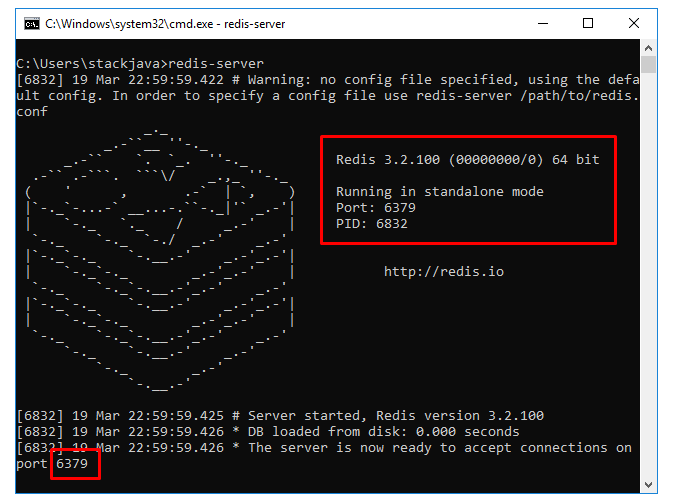 C:\Windows\system32\cmd.exe - redis-server
C:\Users\stackjava>redis-server
[6832] 19 Mar 22:59:59.422 # Warning: no config file specified, using the defa
ult config. In order to specify a config file use redis-server /path/to/redis.
conf
Redis 3.2.100 (00000000/0) 64 bit
Running in standalone mode
Port: 6379
PID: 6832
http://redis.io
[6832] 19 Mar 22:59:59.425 # Server started, Redis version 3.2.100
[6832] 19 Mar 22:59:59.426 * DB loaded from disk: 0.000 seconds
[6832] 19 Mar 22:59:59.426 * The server is now ready to accept connections on
port 6379